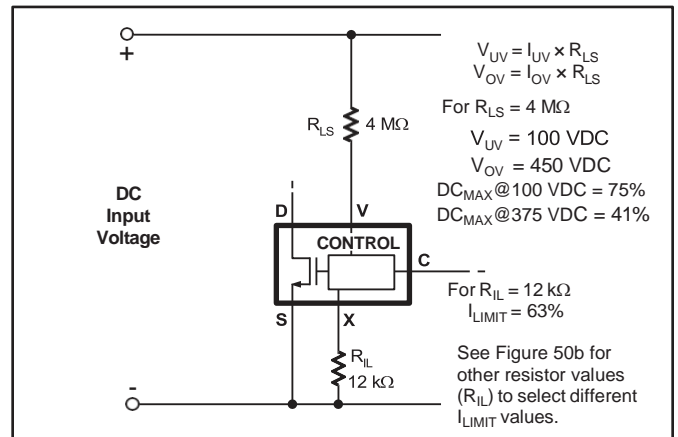 +
V_UV = I_UV × R_LS
V_OV = I_OV × R_LS
For R_LS = 4 MΩ
R_LS 4 MΩ
V_UV = 100 VDC
V_OV = 450 VDC
DC_MAX@100 VDC = 75%
DC_MAX@375 VDC = 41%
DC
Input
Voltage
D
V
CONTROL
C
S
X
For R_IL = 12 kΩ
I_LIMIT = 63%
R_IL
12 kΩ
See Figure 50b for
other resistor values
(R_IL) to select different
I_LIMIT values.
-